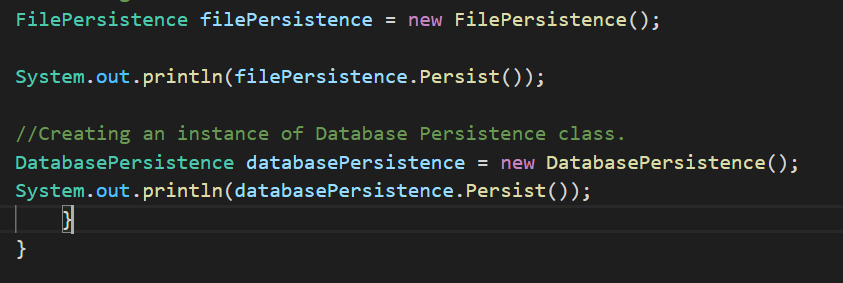 FilePersistence filePersistence = new FilePersistence();
System.out.println(filePersistence.Persist());
//Creating an instance of Database Persistence class.
DatabasePersistence databasePersistence = new DatabasePersistence();
System.out.println(databasePersistence.Persist());
}
}